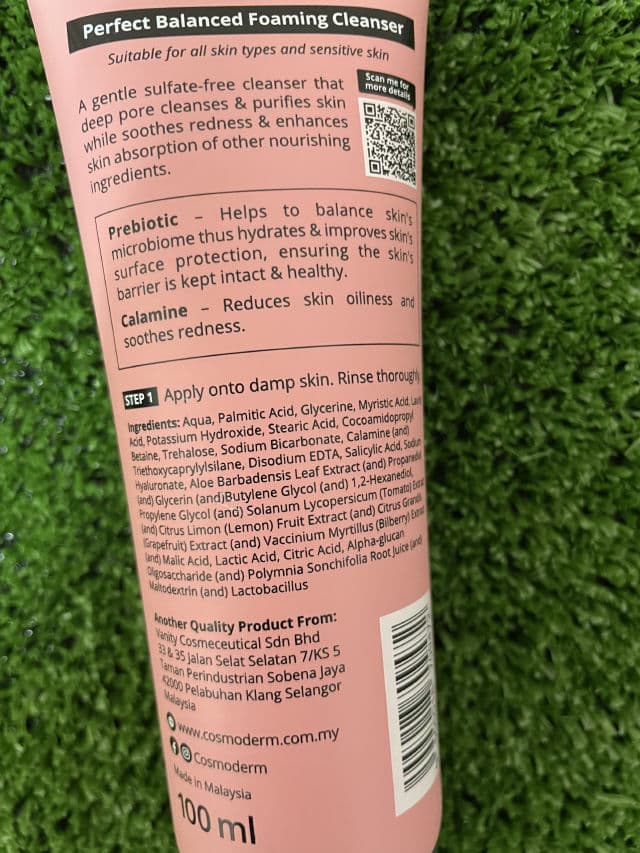 Perfect Balanced Foaming Cleanser
Suitable for all skin types and sensitive skin
A gentle sulfate-free cleanser that
deep pore cleanses & purifies skin
while soothes redness & enhances
skin absorption of other nourishing
ingredients.
Scan me for
more details
Prebiotic – Helps to balance skin's
microbiome thus hydrates & improves skin's
surface protection, ensuring the skin's
barrier is kept intact & healthy.
Calamine – Reduces skin oiliness and
soothes redness.
STEP 1 Apply onto damp skin. Rinse thoroughly
Ingredients: Aqua, Palmitic Acid, Glycerine, Myristic Acid,
Acid, Potassium Hydroxide, Stearic Acid, Cocoamidopropyl
Betaine, Trehalose, Sodium Bicarbonate, Calamine (and)
Triethoxycaprylylsilane, Disodium EDTA, Salicylic Acid, Sodium
Hyaluronate, Aloe Barbadensis Leaf Extract (and) Propanediol
(and) Glycerin (and)Butylene Glycol (and) 1,2-Hexanediol,
Propylene Glycol (and) Solanum Lycopersicum (Tomato)
(and) Citrus Limon (Lemon) Fruit Extract (and) Citrus
(Grapefruit) Extract (and) Vaccinium Myrtillus (Bilberry)
(and) Malic Acid, Lactic Acid, Citric Acid, Alpha-glucan
Oligosaccharide (and) Polymnia Sonchifolia Root Juice (and)
Maltodextrin (and) Lactobacillus
Another Quality Product From:
Vanity Cosmeceutical Sdn Bhd
33 & 35 Jalan Selat Selatan 7/KS 5
Taman Perindustrian Sobena Jaya
42000 Pelabuhan Klang Selangor
Malaysia
www.cosmoderm.com.my
Cosmoderm
Made in Malaysia
100 ml